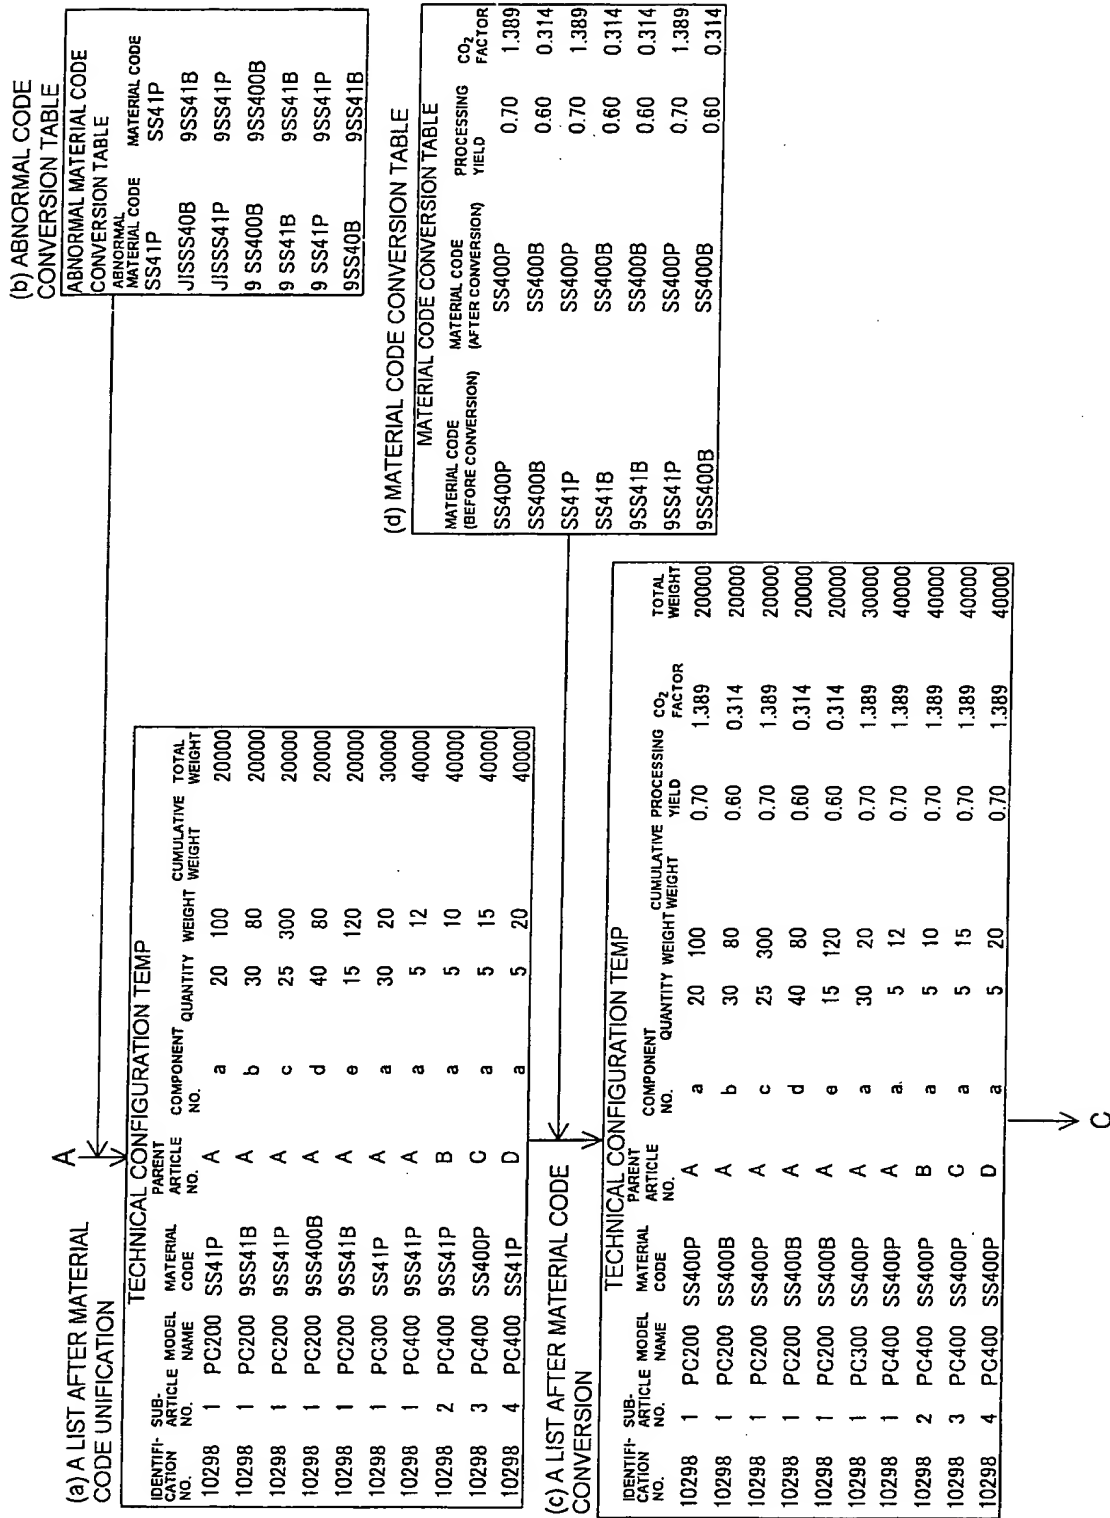 A
(a) A LIST AFTER MATERIAL
CODE UNIFICATION
TECHNICAL CONFIGURATION TEMP
IDENTIFI-CATION NO. SUB-ARTICLE NO. MODEL NAME MATERIAL CODE PARENT ARTICLE NO. COMPONENT NO. QUANTITY WEIGHT CUMULATIVE WEIGHT TOTAL WEIGHT
10298 1 PC200 SS41P A a 20 100 20000
10298 1 PC200 9SS41B A b 30 80 20000
10298 1 PC200 9SS41P A c 25 300 20000
10298 1 PC200 9SS400B A d 40 80 20000
10298 1 PC200 9SS41B A e 15 120 20000
10298 1 PC300 SS41P A a 30 20 30000
10298 1 PC400 9SS41P A a 5 12 40000
10298 2 PC400 9SS41P B a 5 10 40000
10298 3 PC400 SS400P C a 5 15 40000
10298 4 PC400 SS41P D a 5 20 40000
(b) ABNORMAL CODE
CONVERSION TABLE
ABNORMAL MATERIAL CODE
CONVERSION TABLE
ABNORMAL MATERIAL CODE MATERIAL CODE
SS41P SS41P
JISSS40B 9SS41B
JISSS41P 9SS41P
9 SS400B 9SS400B
9 SS41B 9SS41B
9 SS41P 9SS41P
9SS40B 9SS41B
(c) A LIST AFTER MATERIAL CODE
CONVERSION
TECHNICAL CONFIGURATION TEMP
IDENTIFI-CATION NO. SUB-ARTICLE NO. MODEL NAME MATERIAL CODE PARENT ARTICLE NO. COMPONENT NO. QUANTITY WEIGHT CUMULATIVE WEIGHT PROCESSING YIELD CO2 FACTOR TOTAL WEIGHT
10298 1 PC200 SS400P A a 20 100 0.70 1.389 20000
10298 1 PC200 SS400B A b 30 80 0.60 0.314 20000
10298 1 PC200 SS400P A c 25 300 0.70 1.389 20000
10298 1 PC200 SS400B A d 40 80 0.60 0.314 20000
10298 1 PC200 SS400B A e 15 120 0.60 0.314 20000
10298 1 PC300 SS400P A a 30 20 0.70 1.389 30000
10298 1 PC400 SS400P A a 5 12 0.70 1.389 40000
10298 2 PC400 SS400P B a 5 10 0.70 1.389 40000
10298 3 PC400 SS400P C a 5 15 0.70 1.389 40000
10298 4 PC400 SS400P D a 5 20 0.70 1.389 40000
(d) MATERIAL CODE CONVERSION TABLE
MATERIAL CODE CONVERSION TABLE
MATERIAL CODE (BEFORE CONVERSION) MATERIAL CODE (AFTER CONVERSION) PROCESSING YIELD CO2 FACTOR
SS400P SS400P 0.70 1.389
SS400B SS400B 0.60 0.314
SS41P SS400P 0.70 1.389
SS41B SS400B 0.60 0.314
9SS41B SS400B 0.60 0.314
9SS41P SS400P 0.70 1.389
9SS400B SS400B 0.60 0.314
C